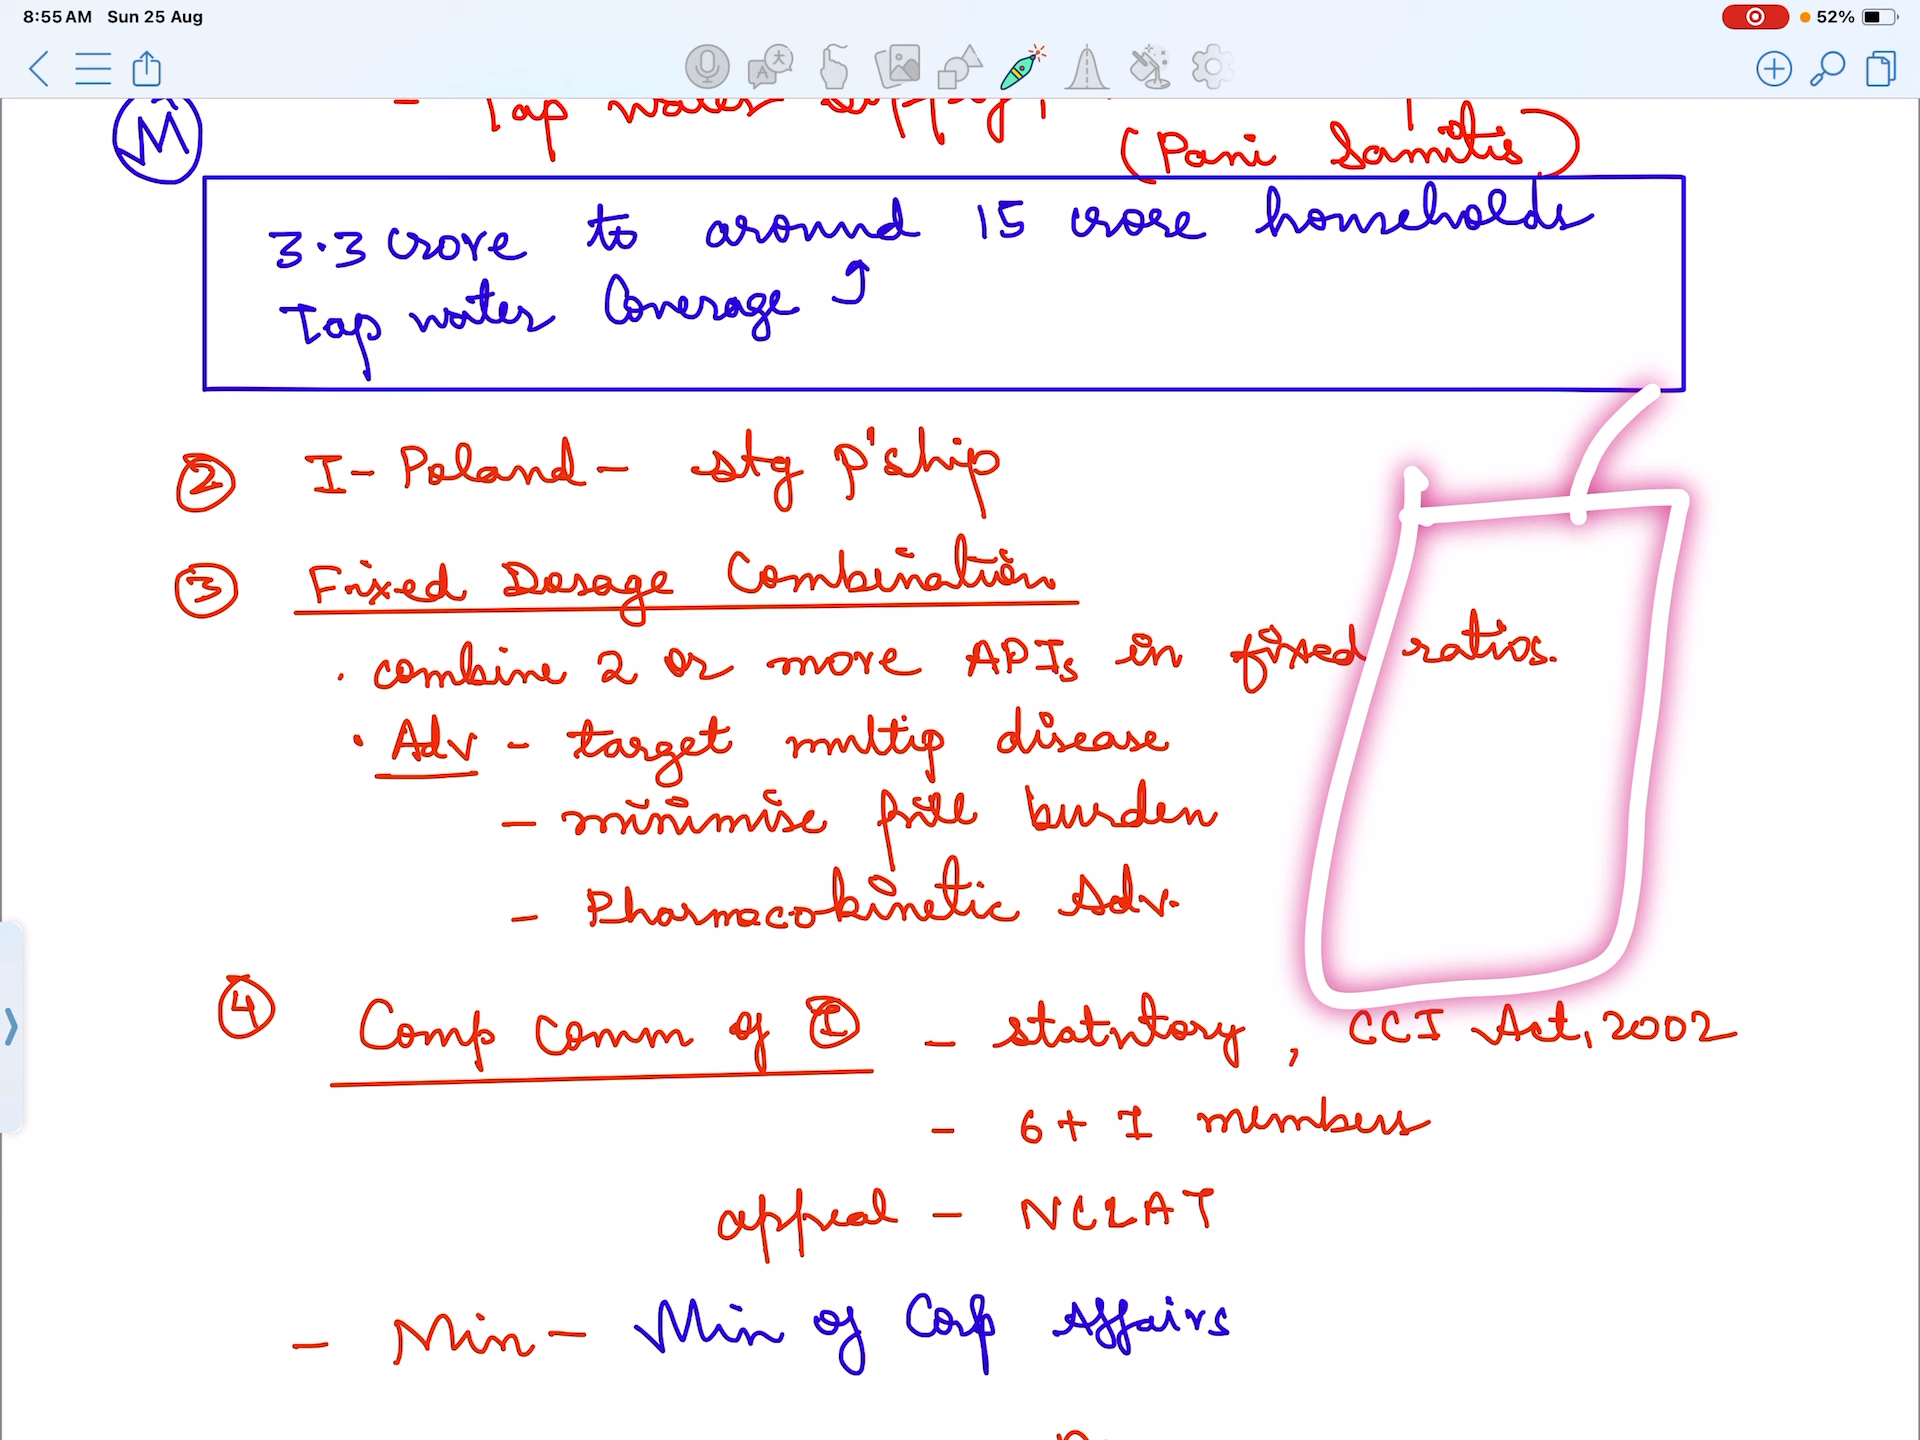 8:55 AM Sun 25 Aug
52%
M
- Tap water supply,
(Pani Samitis)
3.3 crore to around 15 crore households
Tap water Coverage ↑
② I- Poland - stg p'ship
③ Fixed Dosage Combination
· combine 2 or more APIs in fixed ratios.
· Adv - target multip disease
- minimise pill burden
- Pharmacokinetic Adv.
④ Comp Comm of I - statutory, CCI Act, 2002
- 6 + 1 members
appeal - NCLAT
- Min - Min of Corp Affairs